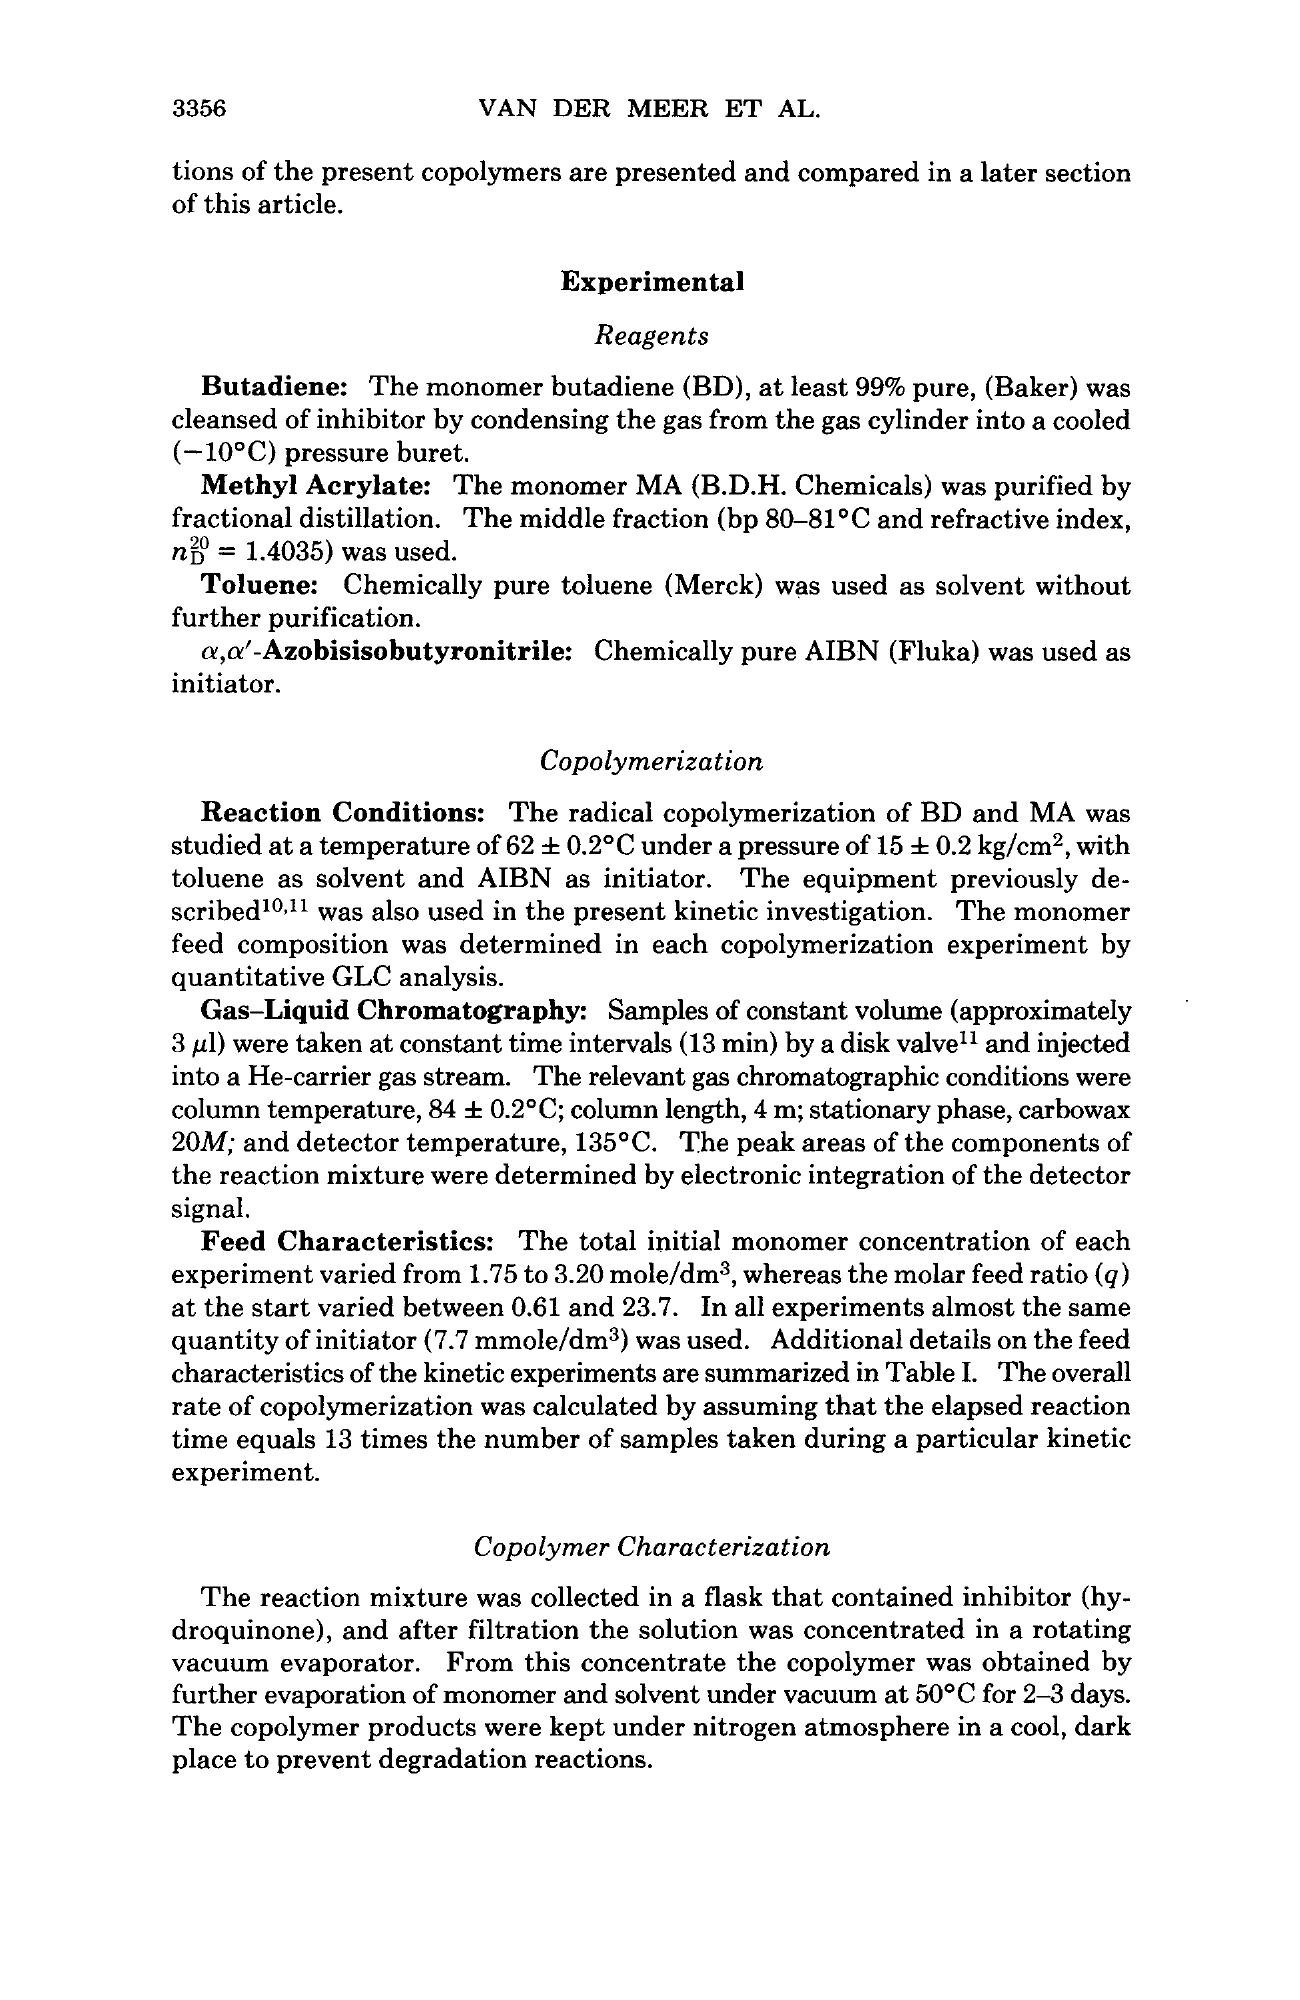 3356 VAN DER MEER ET AL.
tions of the present copolymers are presented and compared in a later section
of this article.
Experimental
Reagents
Butadiene: The monomer butadiene (BD), at least 99% pure, (Baker) was
cleansed of inhibitor by condensing the gas from the gas cylinder into a cooled
(−10°C) pressure buret.
Methyl Acrylate: The monomer MA (B.D.H. Chemicals) was purified by
fractional distillation. The middle fraction (bp 80–81°C and refractive index,
n_D^20 = 1.4035) was used.
Toluene: Chemically pure toluene (Merck) was used as solvent without
further purification.
α,α′-Azobisisobutyronitrile: Chemically pure AIBN (Fluka) was used as
initiator.
Copolymerization
Reaction Conditions: The radical copolymerization of BD and MA was
studied at a temperature of 62 ± 0.2°C under a pressure of 15 ± 0.2 kg/cm², with
toluene as solvent and AIBN as initiator. The equipment previously de-
scribed¹⁰,¹¹ was also used in the present kinetic investigation. The monomer
feed composition was determined in each copolymerization experiment by
quantitative GLC analysis.
Gas–Liquid Chromatography: Samples of constant volume (approximately
3 μl) were taken at constant time intervals (13 min) by a disk valve¹¹ and injected
into a He-carrier gas stream. The relevant gas chromatographic conditions were
column temperature, 84 ± 0.2°C; column length, 4 m; stationary phase, carbowax
20M; and detector temperature, 135°C. The peak areas of the components of
the reaction mixture were determined by electronic integration of the detector
signal.
Feed Characteristics: The total initial monomer concentration of each
experiment varied from 1.75 to 3.20 mole/dm³, whereas the molar feed ratio (q)
at the start varied between 0.61 and 23.7. In all experiments almost the same
quantity of initiator (7.7 mmole/dm³) was used. Additional details on the feed
characteristics of the kinetic experiments are summarized in Table I. The overall
rate of copolymerization was calculated by assuming that the elapsed reaction
time equals 13 times the number of samples taken during a particular kinetic
experiment.
Copolymer Characterization
The reaction mixture was collected in a flask that contained inhibitor (hy-
droquinone), and after filtration the solution was concentrated in a rotating
vacuum evaporator. From this concentrate the copolymer was obtained by
further evaporation of monomer and solvent under vacuum at 50°C for 2–3 days.
The copolymer products were kept under nitrogen atmosphere in a cool, dark
place to prevent degradation reactions.